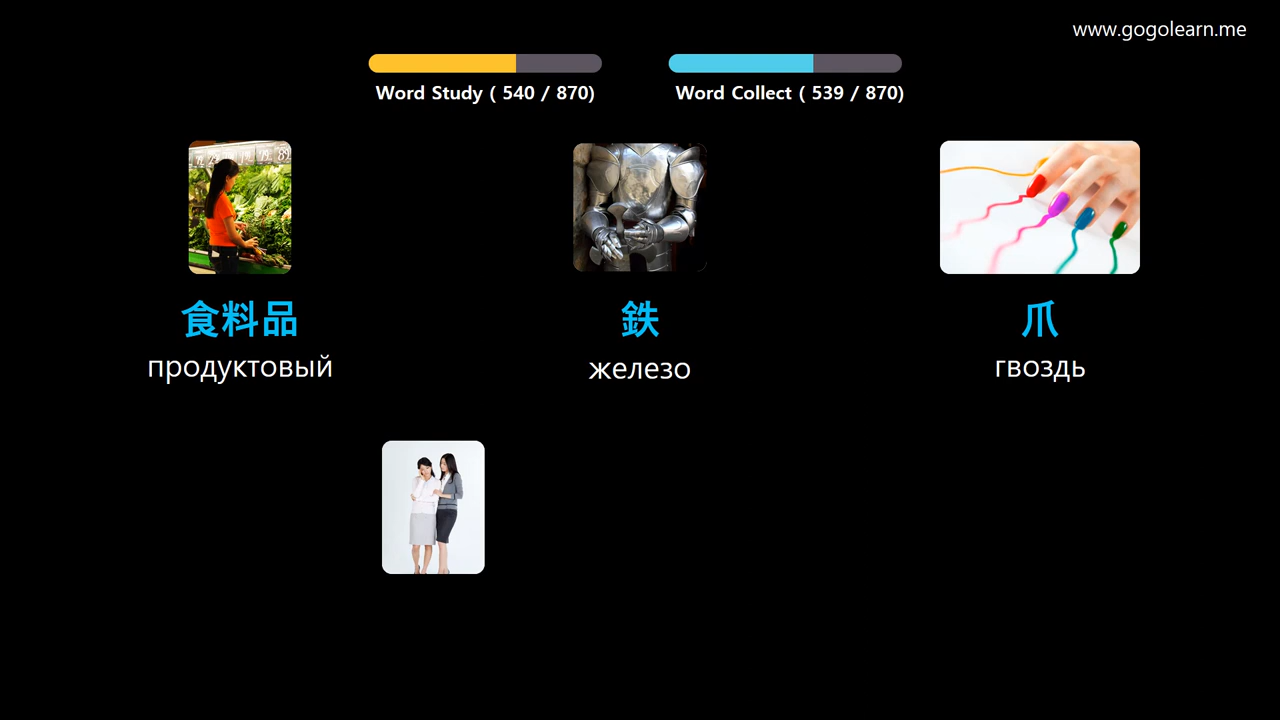 www.gogolearn.me
Word Study ( 540 / 870)
Word Collect ( 539 / 870)
食料品
продуктовый
鉄
железо
爪
гвоздь